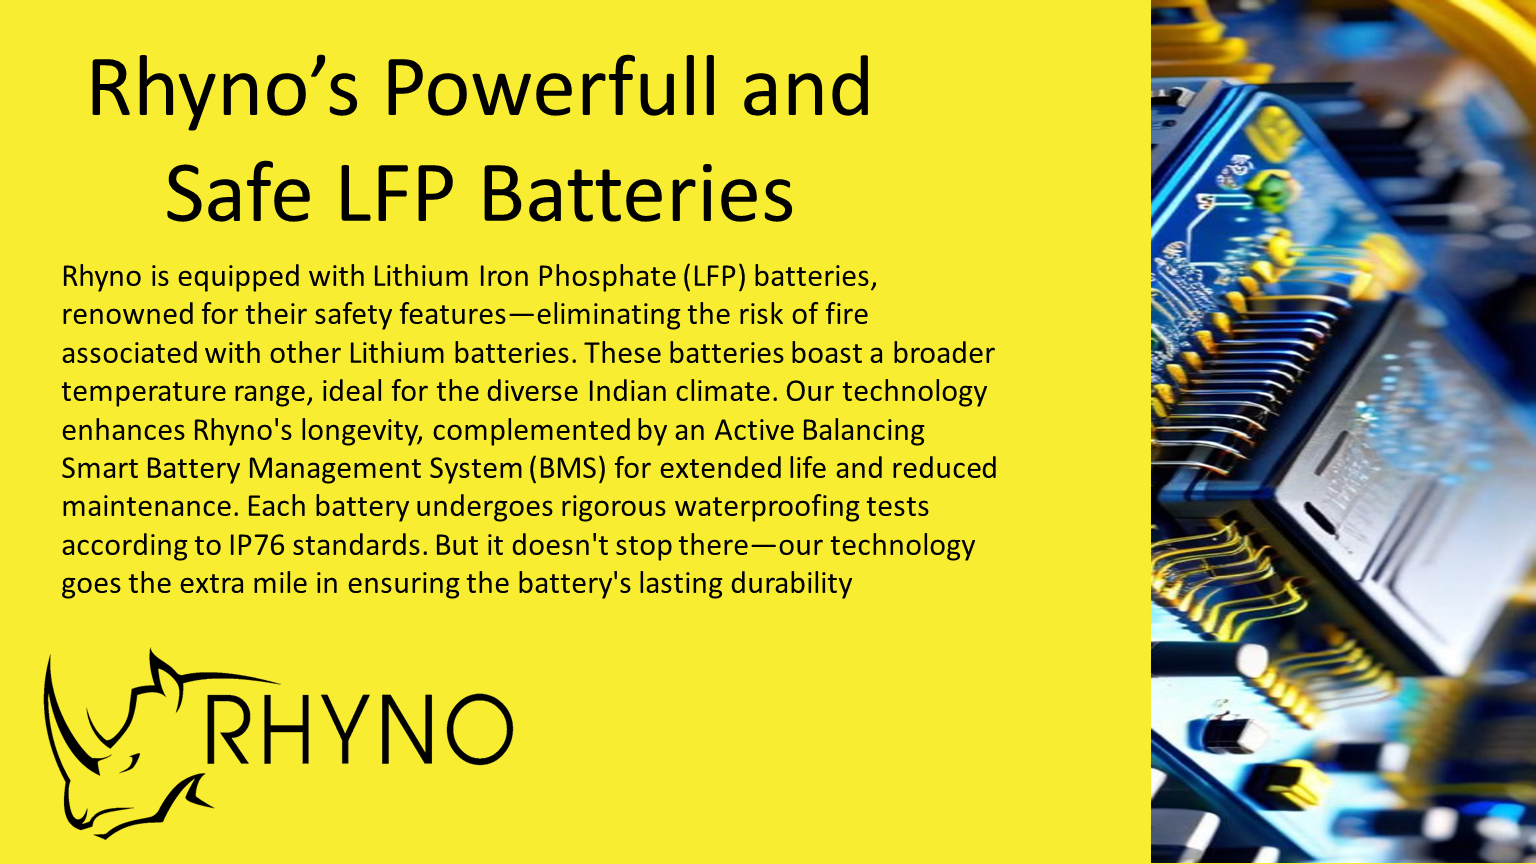 Rhyno’s Powerfull and
Safe LFP Batteries
Rhyno is equipped with Lithium Iron Phosphate (LFP) batteries,
renowned for their safety features—eliminating the risk of fire
associated with other Lithium batteries. These batteries boast a broader
temperature range, ideal for the diverse Indian climate. Our technology
enhances Rhyno's longevity, complemented by an Active Balancing
Smart Battery Management System (BMS) for extended life and reduced
maintenance. Each battery undergoes rigorous waterproofing tests
according to IP76 standards. But it doesn't stop there—our technology
goes the extra mile in ensuring the battery's lasting durability
RHYNO